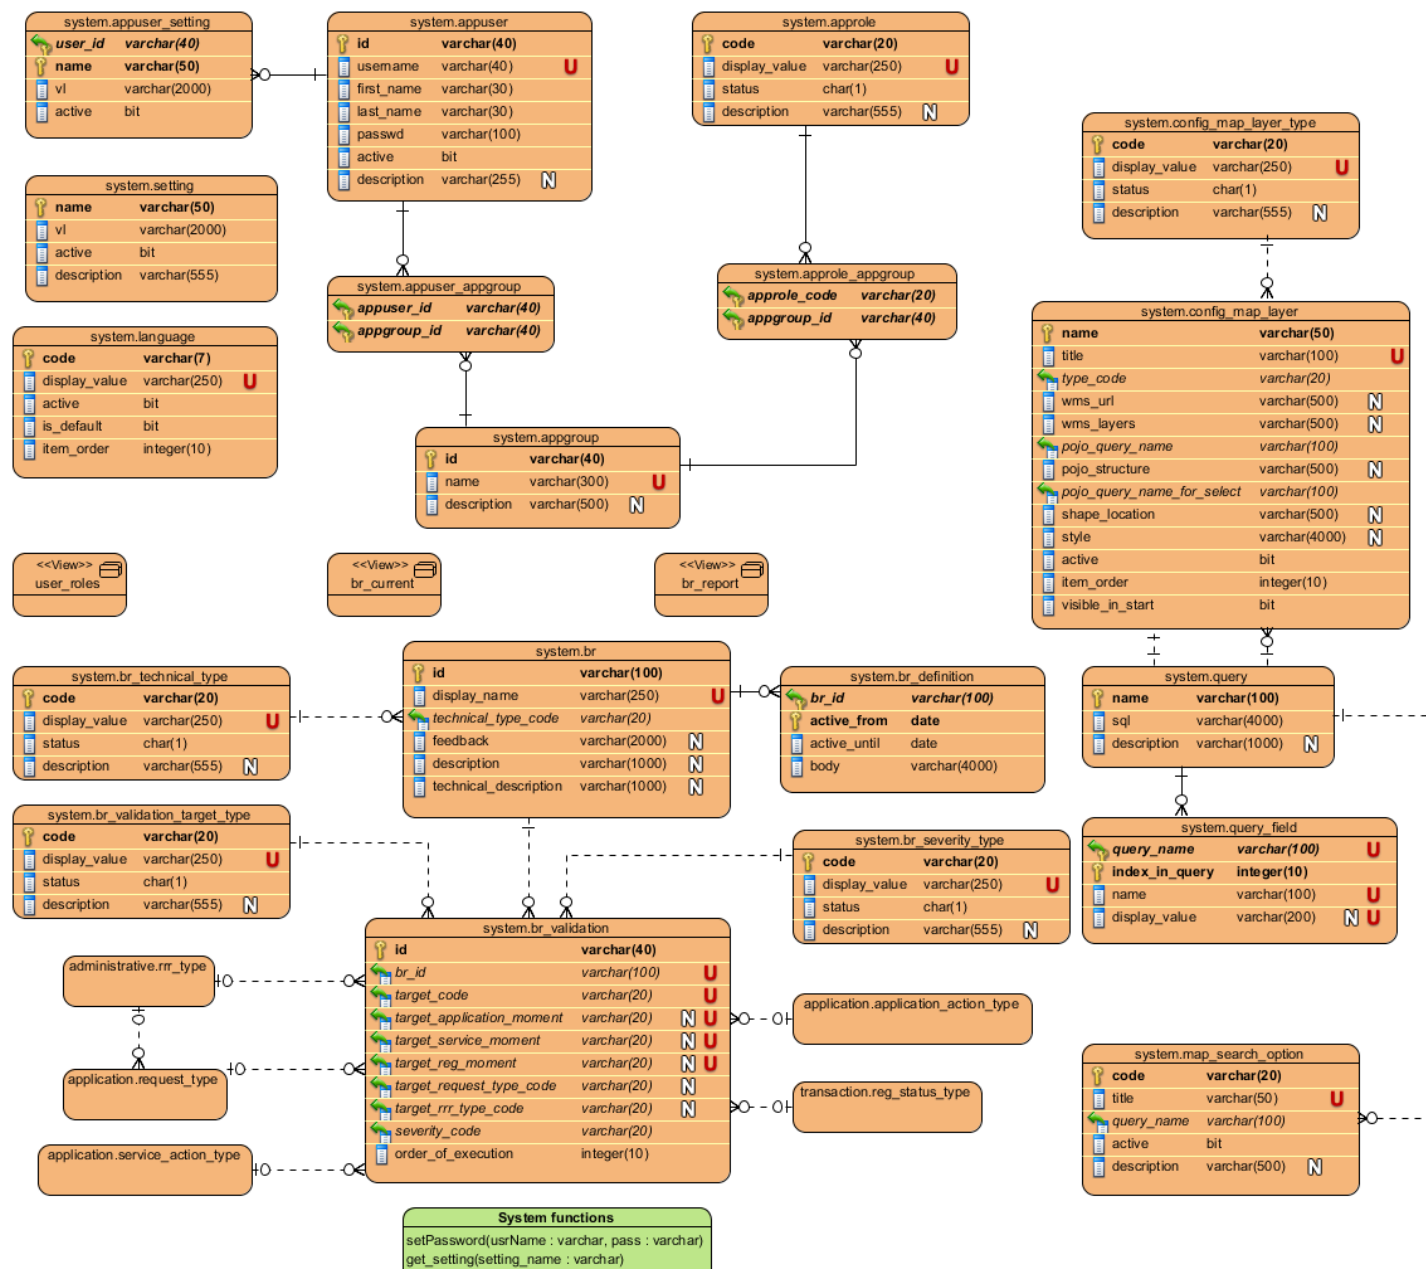 system.appuser_setting
user_id varchar(40)
name varchar(50)
vl varchar(2000)
active bit
system.appuser
id varchar(40)
username varchar(40) U
first_name varchar(30)
last_name varchar(30)
passwd varchar(100)
active bit
description varchar(255) N
system.approle
code varchar(20)
display_value varchar(250) U
status char(1)
description varchar(555) N
system.config_map_layer_type
code varchar(20)
display_value varchar(250) U
status char(1)
description varchar(555) N
system.setting
name varchar(50)
vl varchar(2000)
active bit
description varchar(555)
system.appuser_appgroup
appuser_id varchar(40)
appgroup_id varchar(40)
system.approle_appgroup
approle_code varchar(20)
appgroup_id varchar(40)
system.config_map_layer
name varchar(50)
title varchar(100) U
type_code varchar(20)
wms_url varchar(500) N
wms_layers varchar(500) N
pojo_query_name varchar(100)
pojo_structure varchar(500) N
pojo_query_name_for_select varchar(100)
shape_location varchar(500) N
style varchar(4000) N
active bit
item_order integer(10)
visible_in_start bit
system.language
code varchar(7)
display_value varchar(250) U
active bit
is_default bit
item_order integer(10)
system.appgroup
id varchar(40)
name varchar(300) U
description varchar(500) N
<<View>>
user_roles
<<View>>
br_current
<<View>>
br_report
system.br_technical_type
code varchar(20)
display_value varchar(250) U
status char(1)
description varchar(555) N
system.br
id varchar(100)
display_name varchar(250) U
technical_type_code varchar(20)
feedback varchar(2000) N
description varchar(1000) N
technical_description varchar(1000) N
system.br_definition
br_id varchar(100)
active_from date
active_until date
body varchar(4000)
system.query
name varchar(100)
sql varchar(4000)
description varchar(1000) N
system.br_validation_target_type
code varchar(20)
display_value varchar(250) U
status char(1)
description varchar(555) N
system.br_severity_type
code varchar(20)
display_value varchar(250) U
status char(1)
description varchar(555) N
system.query_field
query_name varchar(100) U
index_in_query integer(10)
name varchar(100) U
display_value varchar(200) N U
system.br_validation
id varchar(40)
br_id varchar(100) U
target_code varchar(20) U
target_application_moment varchar(20) N U
target_service_moment varchar(20) N U
target_reg_moment varchar(20) N U
target_request_type_code varchar(20) N
target_rrr_type_code varchar(20) N
severity_code varchar(20)
order_of_execution integer(10)
administrative.rrr_type
application.request_type
application.service_action_type
application.application_action_type
transaction.reg_status_type
system.map_search_option
code varchar(20)
title varchar(50) U
query_name varchar(100)
active bit
description varchar(500) N
System functions
setPassword(usrName : varchar, pass : varchar)
get_setting(setting_name : varchar)